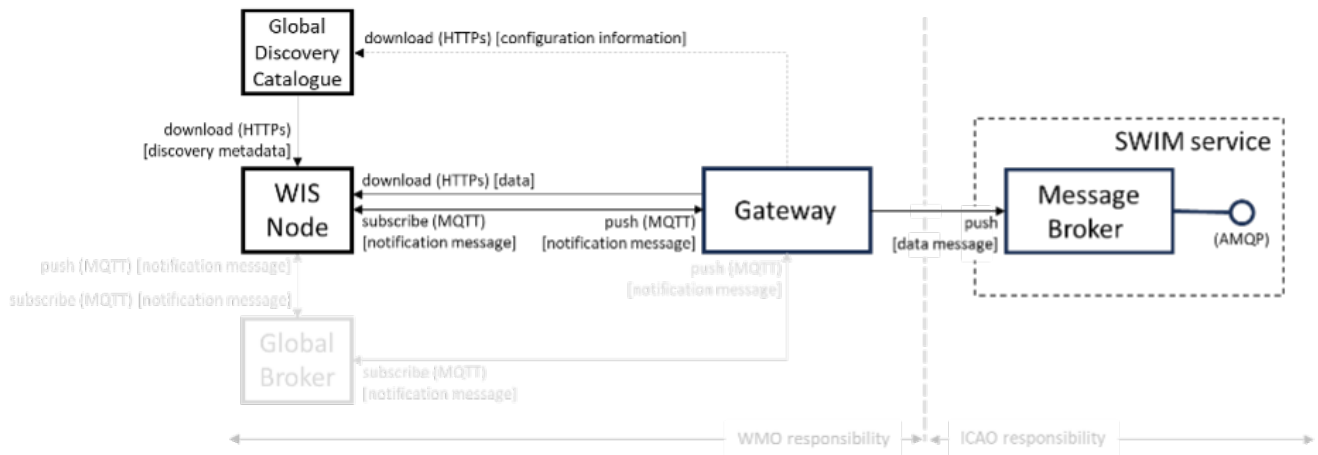 Global
Discovery
Catalogue
download (HTTPs) [configuration information]
download (HTTPs)
[discovery metadata]
SWIM service
WIS
Node
download (HTTPs) [data]
subscribe (MQTT)
[notification message]
push (MQTT)
[notification message]
Gateway
push
[data message]
Message
Broker
(AMQP)
push (MQTT) [notification message]
subscribe (MQTT) [notification message]
push (MQTT)
[notification message]
Global
Broker
subscribe (MQTT)
[notification message]
WMO responsibility
ICAO responsibility